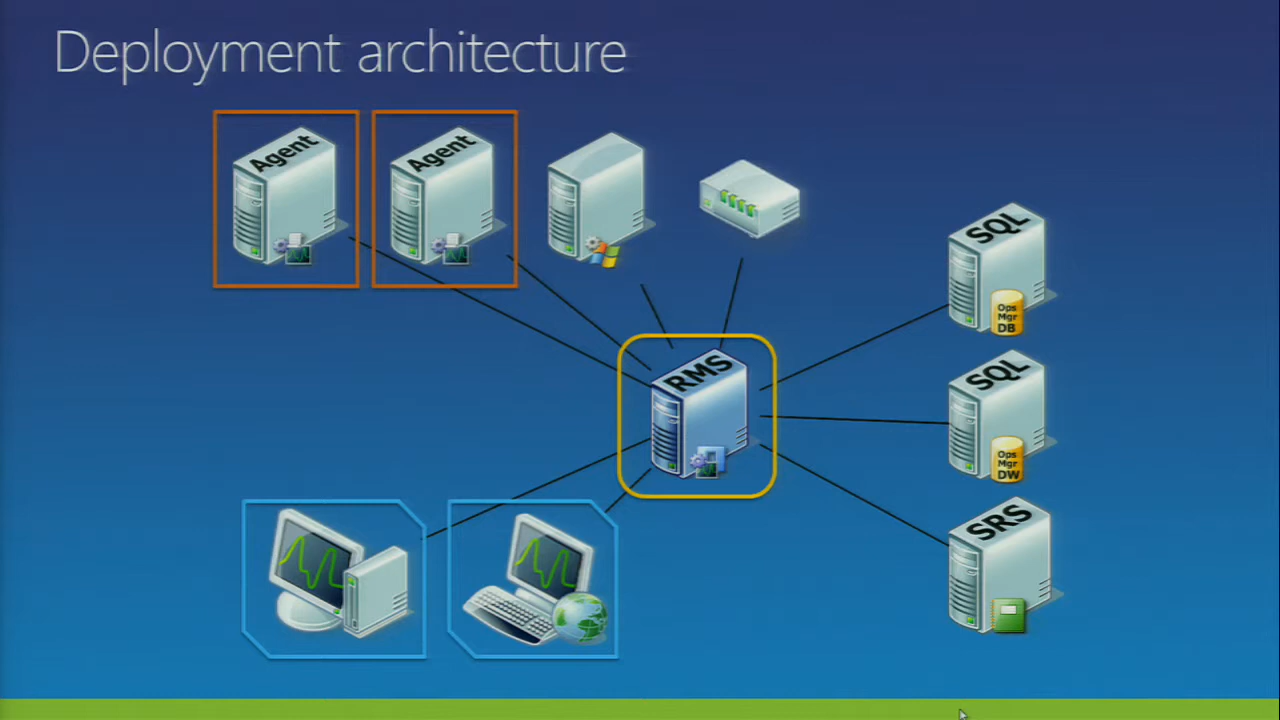 Deployment architecture
Agent
Agent
SQL
Ops
Mgr
DB
RMS
SQL
Ops
Mgr
DW
SRS